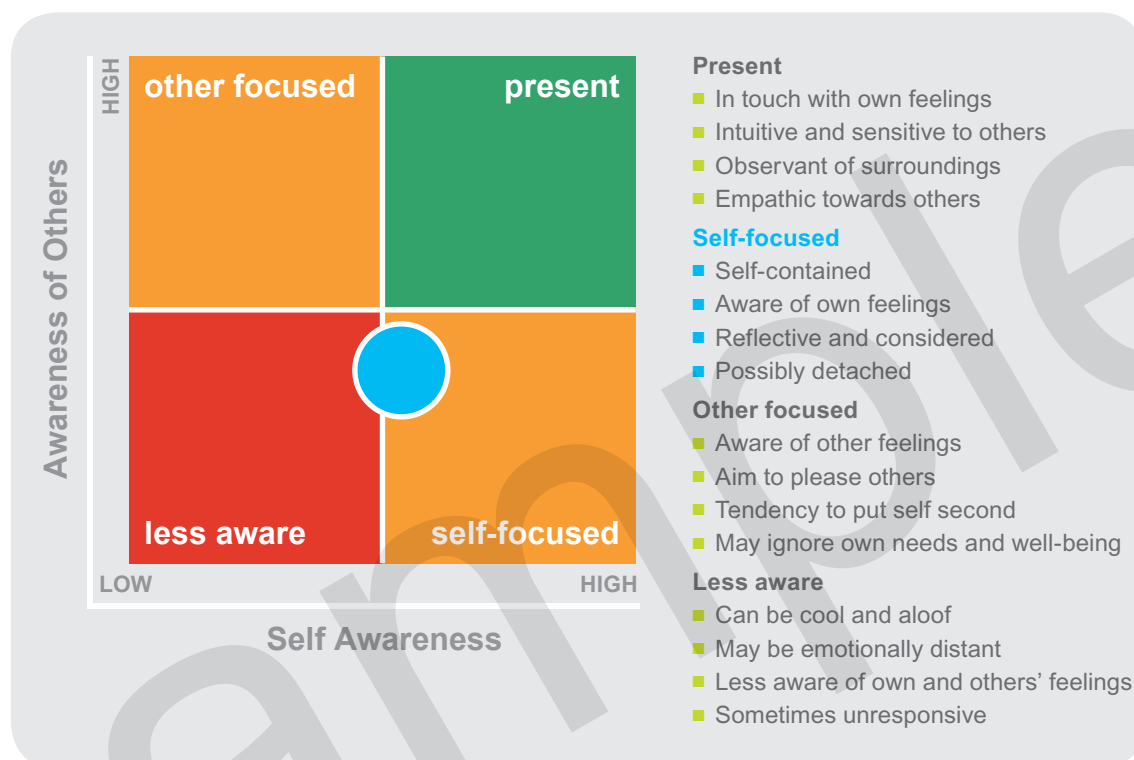 HIGH
other focused
present
Awareness of Others
less aware
self-focused
LOW
HIGH
Self Awareness
Present
In touch with own feelings
Intuitive and sensitive to others
Observant of surroundings
Empathic towards others
Self-focused
Self-contained
Aware of own feelings
Reflective and considered
Possibly detached
Other focused
Aware of other feelings
Aim to please others
Tendency to put self second
May ignore own needs and well-being
Less aware
Can be cool and aloof
May be emotionally distant
Less aware of own and others’ feelings
Sometimes unresponsive
ample